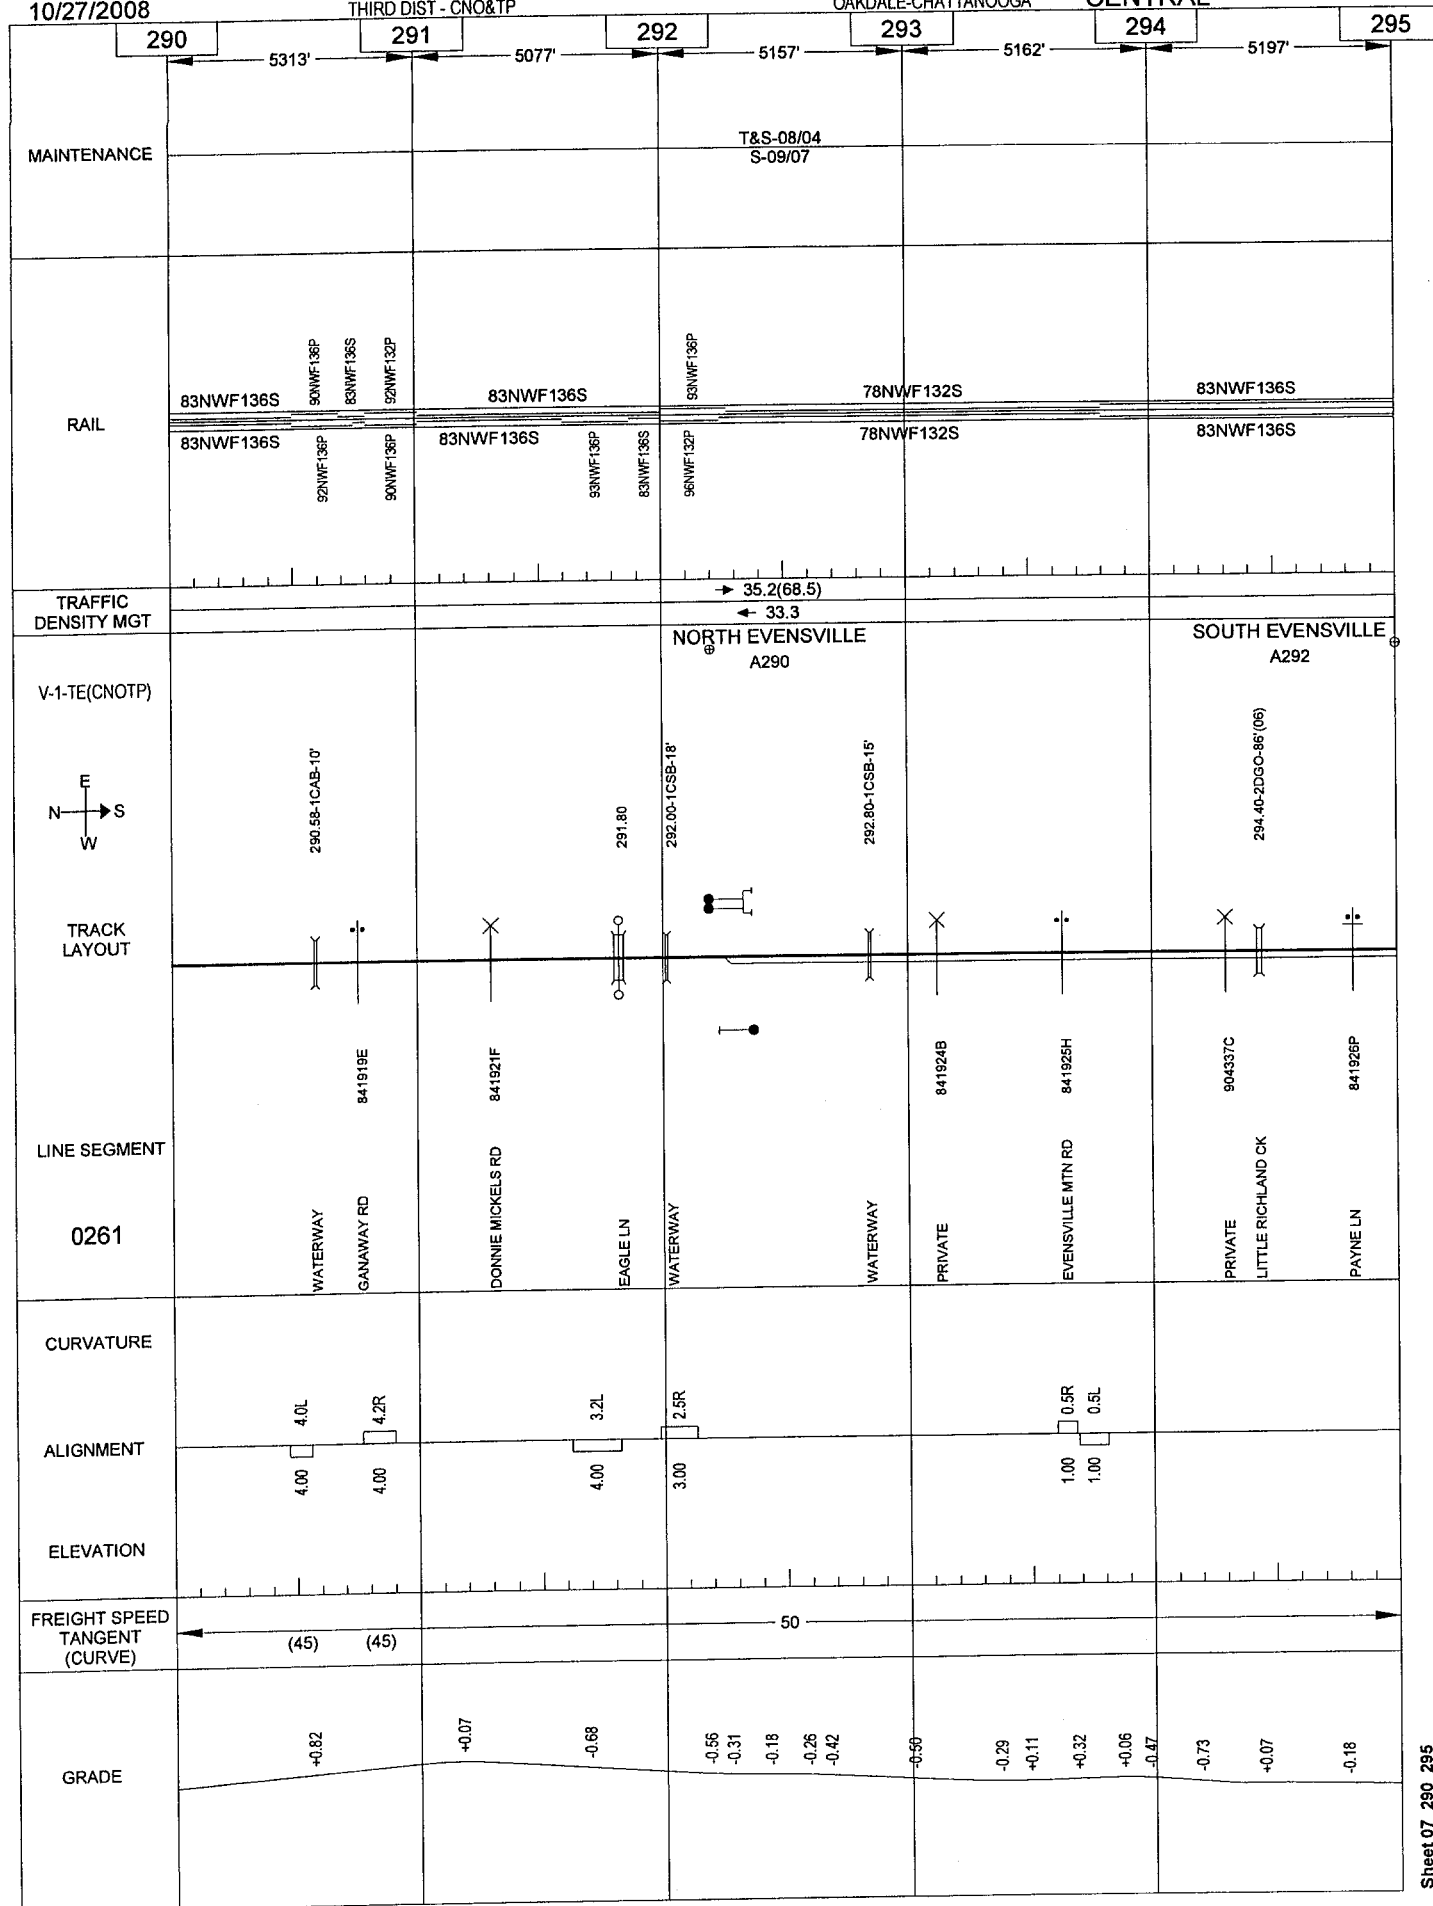 10/27/2008 THIRD DIST - CNO&TP OAKDALE-CHATTANOOGA CENTRAL
290 291 292 293 294 295
5313' 5077' 5157' 5162' 5197'
MAINTENANCE
T&S-08/04
S-09/07
RAIL
90NWF136P 83NWF136S 92NWF132P 93NWF136P
83NWF136S 83NWF136S 78NWF132S 83NWF136S
83NWF136S 83NWF136S 78NWF132S 83NWF136S
92NWF136P 90NWF136P 93NWF136P 83NWF136S 96NWF132P
TRAFFIC
DENSITY MGT
35.2(68.5)
33.3
NORTH EVENSVILLE SOUTH EVENSVILLE
A290 A292
V-1-TE(CNOTP)
E
N S
W
290.58-1CAB-10' 291.80 292.00-1CSB-18' 292.80-1CSB-15' 294.40-2DGO-86'(06)
TRACK
LAYOUT
841919E 841921F 841924B 841925H 904337C 841926P
LINE SEGMENT
0261
WATERWAY GANAWAY RD DONNIE MICKELS RD EAGLE LN WATERWAY WATERWAY PRIVATE EVENSVILLE MTN RD PRIVATE LITTLE RICHLAND CK PAYNE LN
CURVATURE
4.0L 4.2R 3.2L 2.5R 0.5R 0.5L
ALIGNMENT
4.00 4.00 4.00 3.00 1.00 1.00
ELEVATION
FREIGHT SPEED
TANGENT
(CURVE)
50
(45) (45)
GRADE
+0.82 +0.07 -0.68 -0.56 -0.31 -0.18 -0.26 -0.42 -0.50 -0.29 +0.11 +0.32 +0.06 -0.47 -0.73 +0.07 -0.18
Sheet 07 290 295